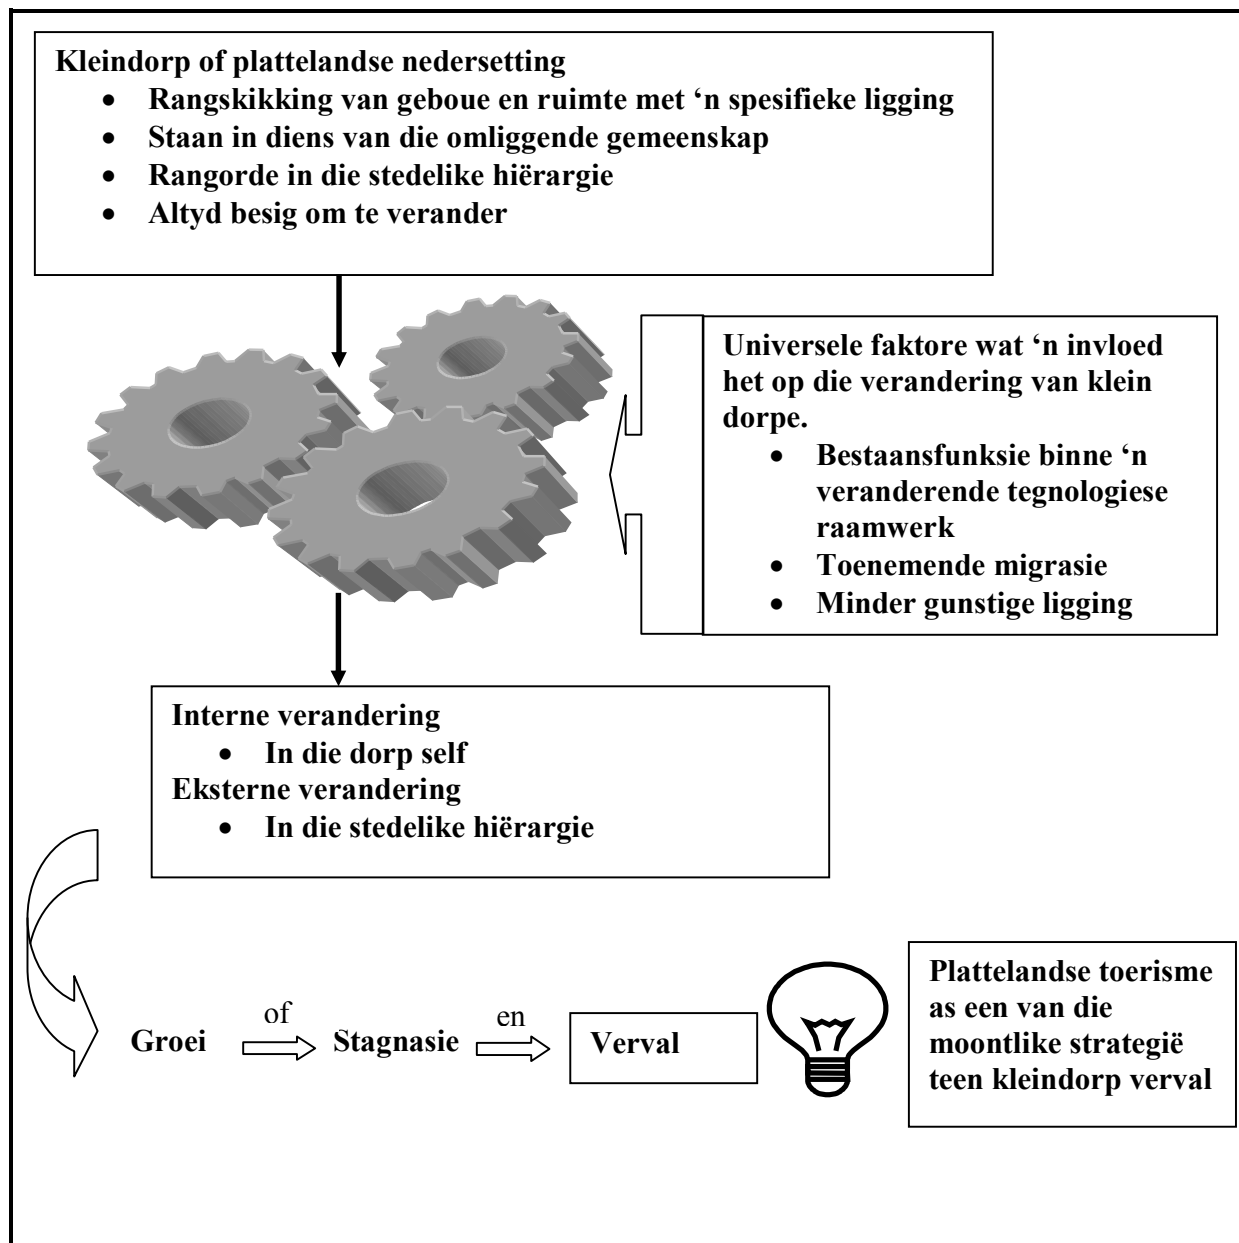 Kleindorp of plattelandse nedersetting
• Rangskikking van geboue en ruimte met ‘n spesifieke ligging
• Staan in diens van die omliggende gemeenskap
• Rangorde in die stedelike hiërargie
• Altyd besig om te verander
Universele faktore wat ‘n invloed
het op die verandering van klein
dorpe.
• Bestaansfunksie binne ‘n
veranderende tegnologiese
raamwerk
• Toenemende migrasie
• Minder gunstige ligging
Interne verandering
• In die dorp self
Eksterne verandering
• In die stedelike hiërargie
Groei of Stagnasie en Verval
Plattelandse toerisme
as een van die
moontlike strategië
teen kleindorp verval